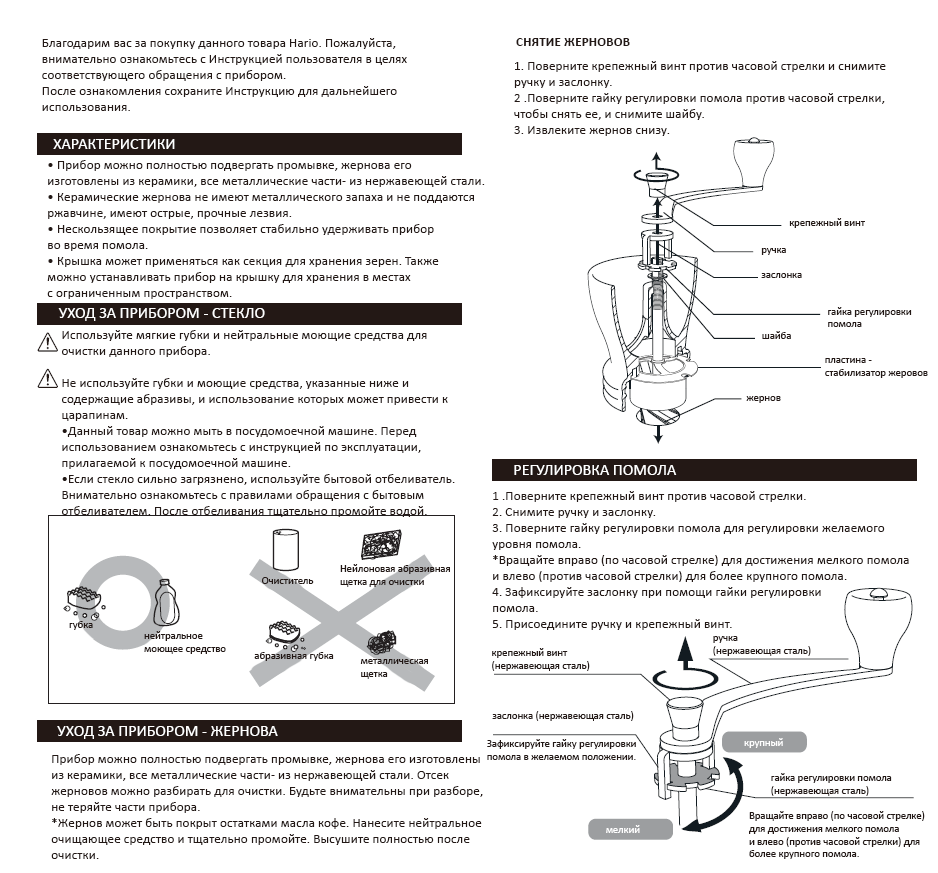 Благодарим вас за покупку данного товара Hario. Пожалуйста,
внимательно ознакомьтесь с Инструкцией пользователя в целях
соответствующего обращения с прибором.
После ознакомления сохраните Инструкцию для дальнейшего
использования.
ХАРАКТЕРИСТИКИ
• Прибор можно полностью подвергать промывке, жернова его
изготовлены из керамики, все металлические части- из нержавеющей стали.
• Керамические жернова не имеют металлического запаха и не поддаются
ржавчине, имеют острые, прочные лезвия.
• Нескользящее покрытие позволяет стабильно удерживать прибор
во время помола.
• Крышка может применяться как секция для хранения зерен. Также
можно устанавливать прибор на крышку для хранения в местах
с ограниченным пространством.
УХОД ЗА ПРИБОРОМ - СТЕКЛО
Используйте мягкие губки и нейтральные моющие средства для
очистки данного прибора.
Не используйте губки и моющие средства, указанные ниже и
содержащие абразивы, и использование которых может привести к
царапинам.
•Данный товар можно мыть в посудомоечной машине. Перед
использованием ознакомьтесь с инструкцией по эксплуатации,
прилагаемой к посудомоечной машине.
•Если стекло сильно загрязнено, используйте бытовой отбеливатель.
Внимательно ознакомьтесь с правилами обращения с бытовым
отбеливателем. После отбеливания тщательно промойте водой.
губка
нейтральное
моющее средство
Очиститель
Нейлоновая абразивная
щетка для очистки
абразивная губка
металлическая
щетка
УХОД ЗА ПРИБОРОМ - ЖЕРНОВА
Прибор можно полностью подвергать промывке, жернова его изготовлены
из керамики, все металлические части- из нержавеющей стали. Отсек
жерновов можно разбирать для очистки. Будьте внимательны при разборе,
не теряйте части прибора.
*Жернов может быть покрыт остатками масла кофе. Нанесите нейтральное
очищающее средство и тщательно промойте. Высушите полностью после
очистки.
СНЯТИЕ ЖЕРНОВОВ
1. Поверните крепежный винт против часовой стрелки и снимите
ручку и заслонку.
2 .Поверните гайку регулировки помола против часовой стрелки,
чтобы снять ее, и снимите шайбу.
3. Извлеките жернов снизу.
крепежный винт
ручка
заслонка
гайка регулировки
помола
шайба
пластина -
стабилизатор жеровов
жернов
РЕГУЛИРОВКА ПОМОЛА
1 .Поверните крепежный винт против часовой стрелки.
2. Снимите ручку и заслонку.
3. Поверните гайку регулировки помола для регулировки желаемого
уровня помола.
*Вращайте вправо (по часовой стрелке) для достижения мелкого помола
и влево (против часовой стрелки) для более крупного помола.
4. Зафиксируйте заслонку при помощи гайки регулировки
помола.
5. Присоедините ручку и крепежный винт.
ручка
(нержавеющая сталь)
крепежный винт
(нержавеющая сталь)
заслонка (нержавеющая сталь)
Зафиксируйте гайку регулировки
помола в желаемом положении.
крупный
гайка регулировки помола
(нержавеющая сталь)
мелкий
Вращайте вправо (по часовой стрелке)
для достижения мелкого помола
и влево (против часовой стрелки) для
более крупного помола.